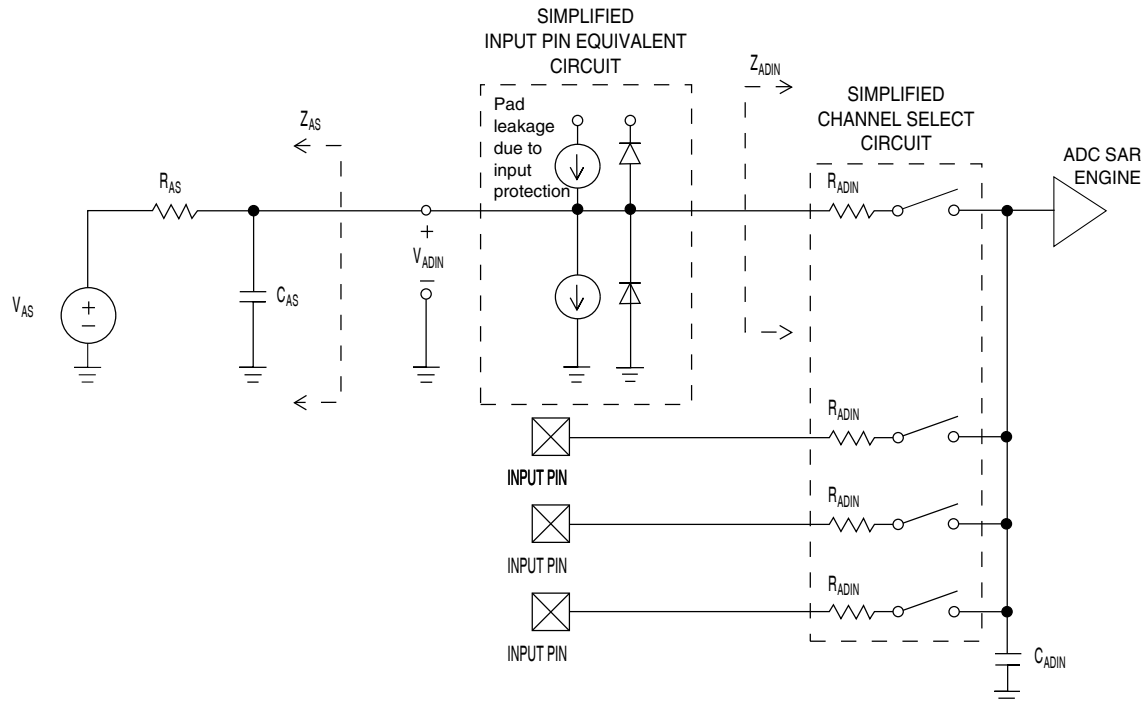 SIMPLIFIED
INPUT PIN EQUIVALENT
CIRCUIT
Pad
leakage
due to
input
protection
Z_ADIN
SIMPLIFIED
CHANNEL SELECT
CIRCUIT
ADC SAR
ENGINE
Z_AS
R_AS
R_ADIN
+
V_ADIN
–
C_AS
V_AS
+
–
R_ADIN
INPUT PIN
R_ADIN
INPUT PIN
R_ADIN
INPUT PIN
C_ADIN